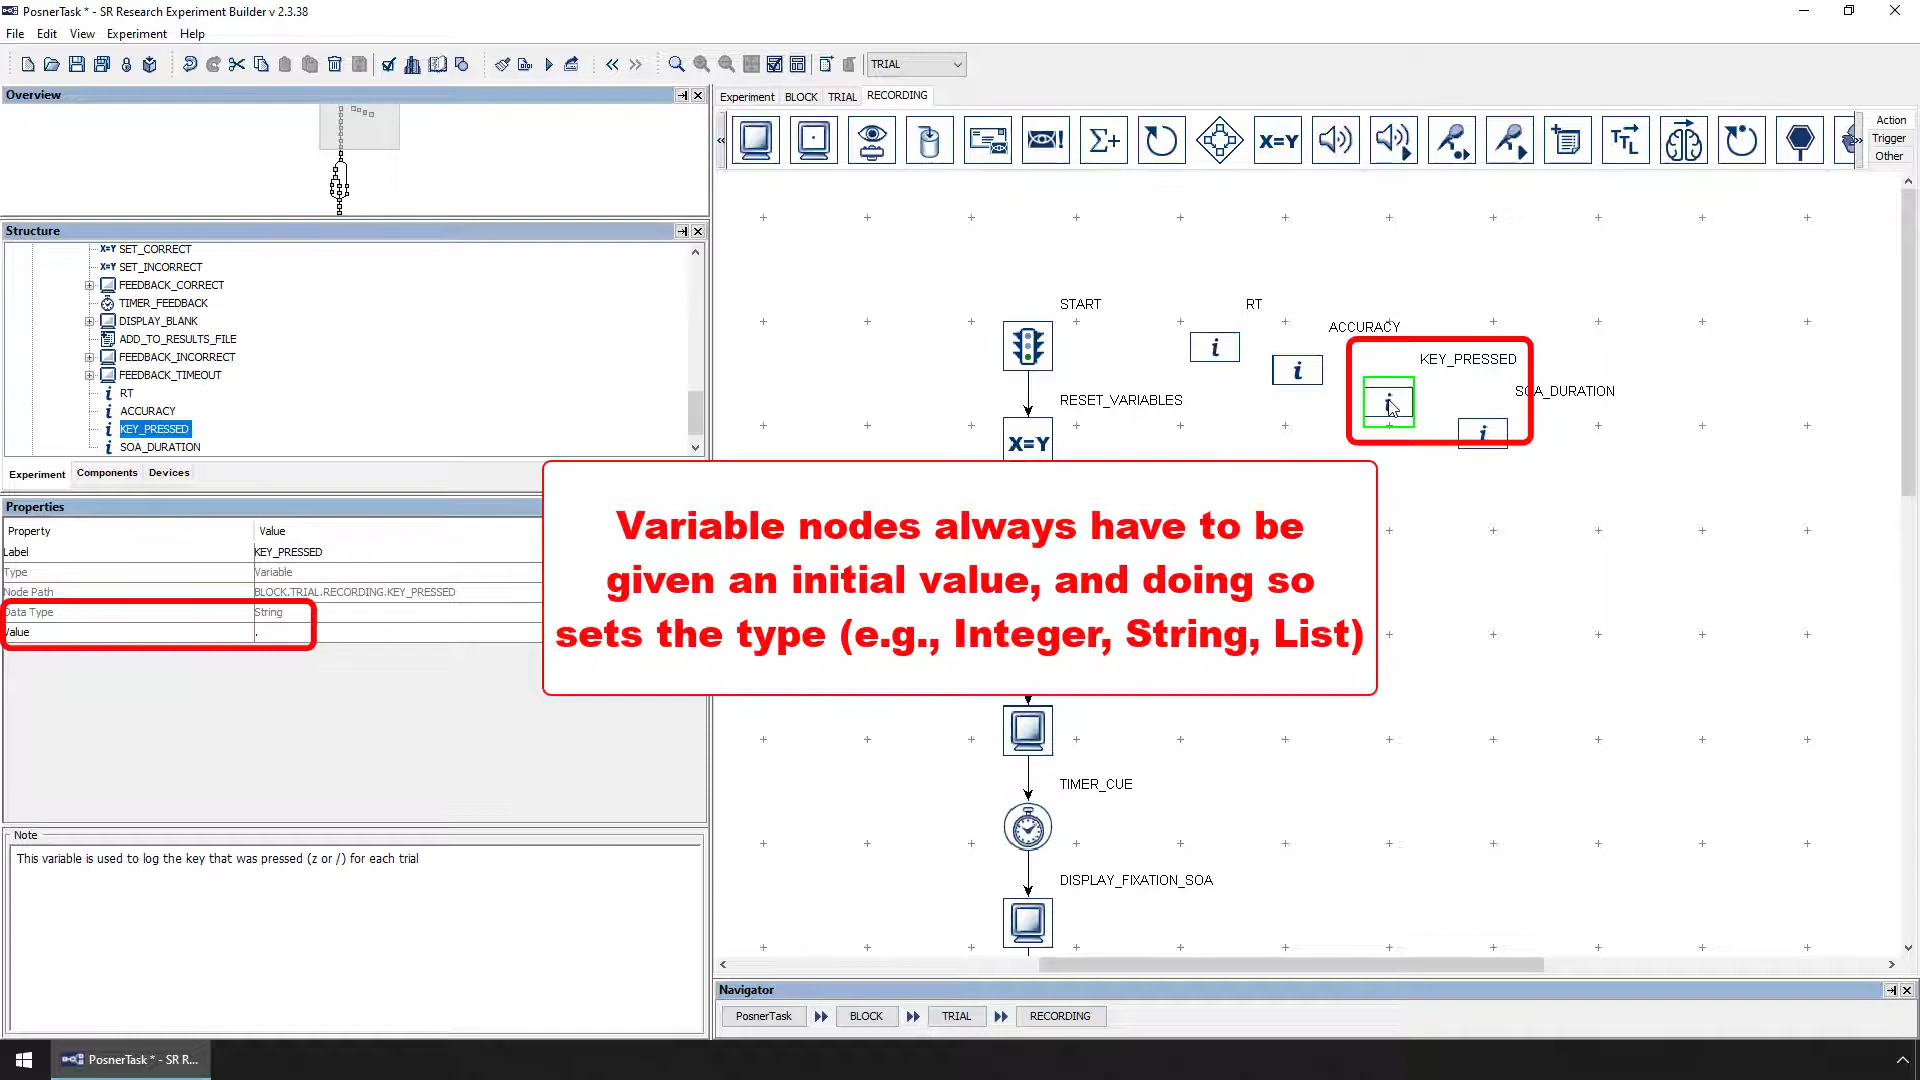 PosnerTask * - SR Research Experiment Builder v 2.3.38
File Edit View Experiment Help
TRIAL
Overview
Experiment BLOCK TRIAL RECORDING
X=Y
TTL
Action
Trigger
Other
Structure
X=Y SET_CORRECT
X=Y SET_INCORRECT
FEEDBACK_CORRECT
TIMER_FEEDBACK
DISPLAY_BLANK
ADD_TO_RESULTS_FILE
FEEDBACK_INCORRECT
FEEDBACK_TIMEOUT
i RT
i ACCURACY
i KEY_PRESSED
i SOA_DURATION
Experiment Components Devices
START
RT
ACCURACY
KEY_PRESSED
SOA_DURATION
RESET_VARIABLES
X=Y
Properties
Property Value
Label KEY_PRESSED
Type Variable
Node Path BLOCK.TRIAL.RECORDING.KEY_PRESSED
Data Type String
Value .
Variable nodes always have to be
given an initial value, and doing so
sets the type (e.g., Integer, String, List)
TIMER_CUE
DISPLAY_FIXATION_SOA
Note
This variable is used to log the key that was pressed (z or /) for each trial
Navigator
PosnerTask BLOCK TRIAL RECORDING
PosnerTask * - SR R...